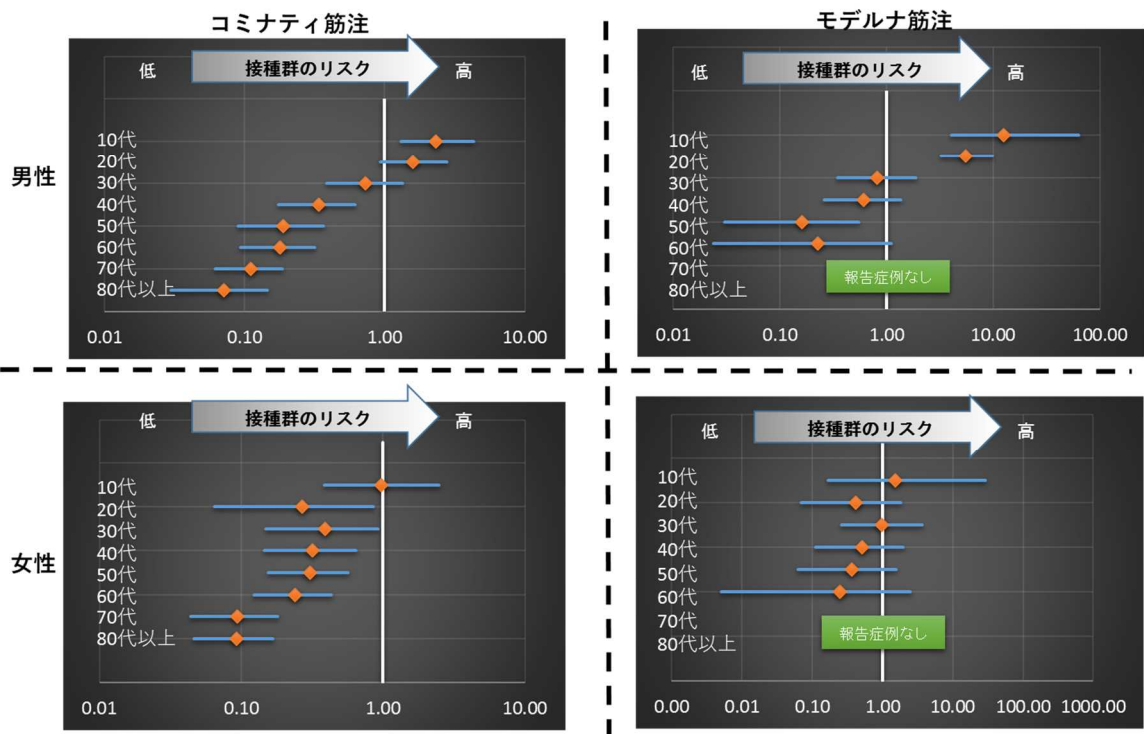 コミナティ筋注
モデルナ筋注
男性
低
接種群のリスク
高
10代
20代
30代
40代
50代
60代
70代
80代以上
0.01
0.10
1.00
10.00
低
接種群のリスク
高
10代
20代
30代
40代
50代
60代
70代
80代以上
報告症例なし
0.01
0.10
1.00
10.00
100.00
女性
低
接種群のリスク
高
10代
20代
30代
40代
50代
60代
70代
80代以上
0.01
0.10
1.00
10.00
低
接種群のリスク
高
10代
20代
30代
40代
50代
60代
70代
80代以上
報告症例なし
0.00
0.01
0.10
1.00
10.00
100.00
1000.00